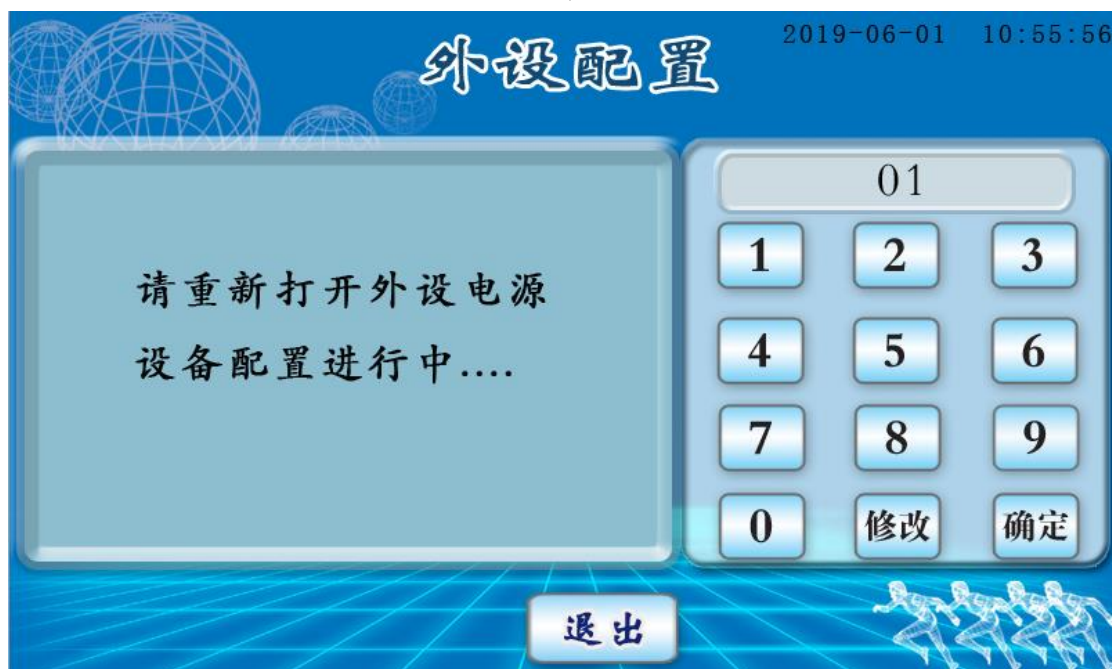 外设配置
2019-06-01 10:55:56
请重新打开外设电源
设备配置进行中....
01
1 2 3
4 5 6
7 8 9
0 修改 确定
退出